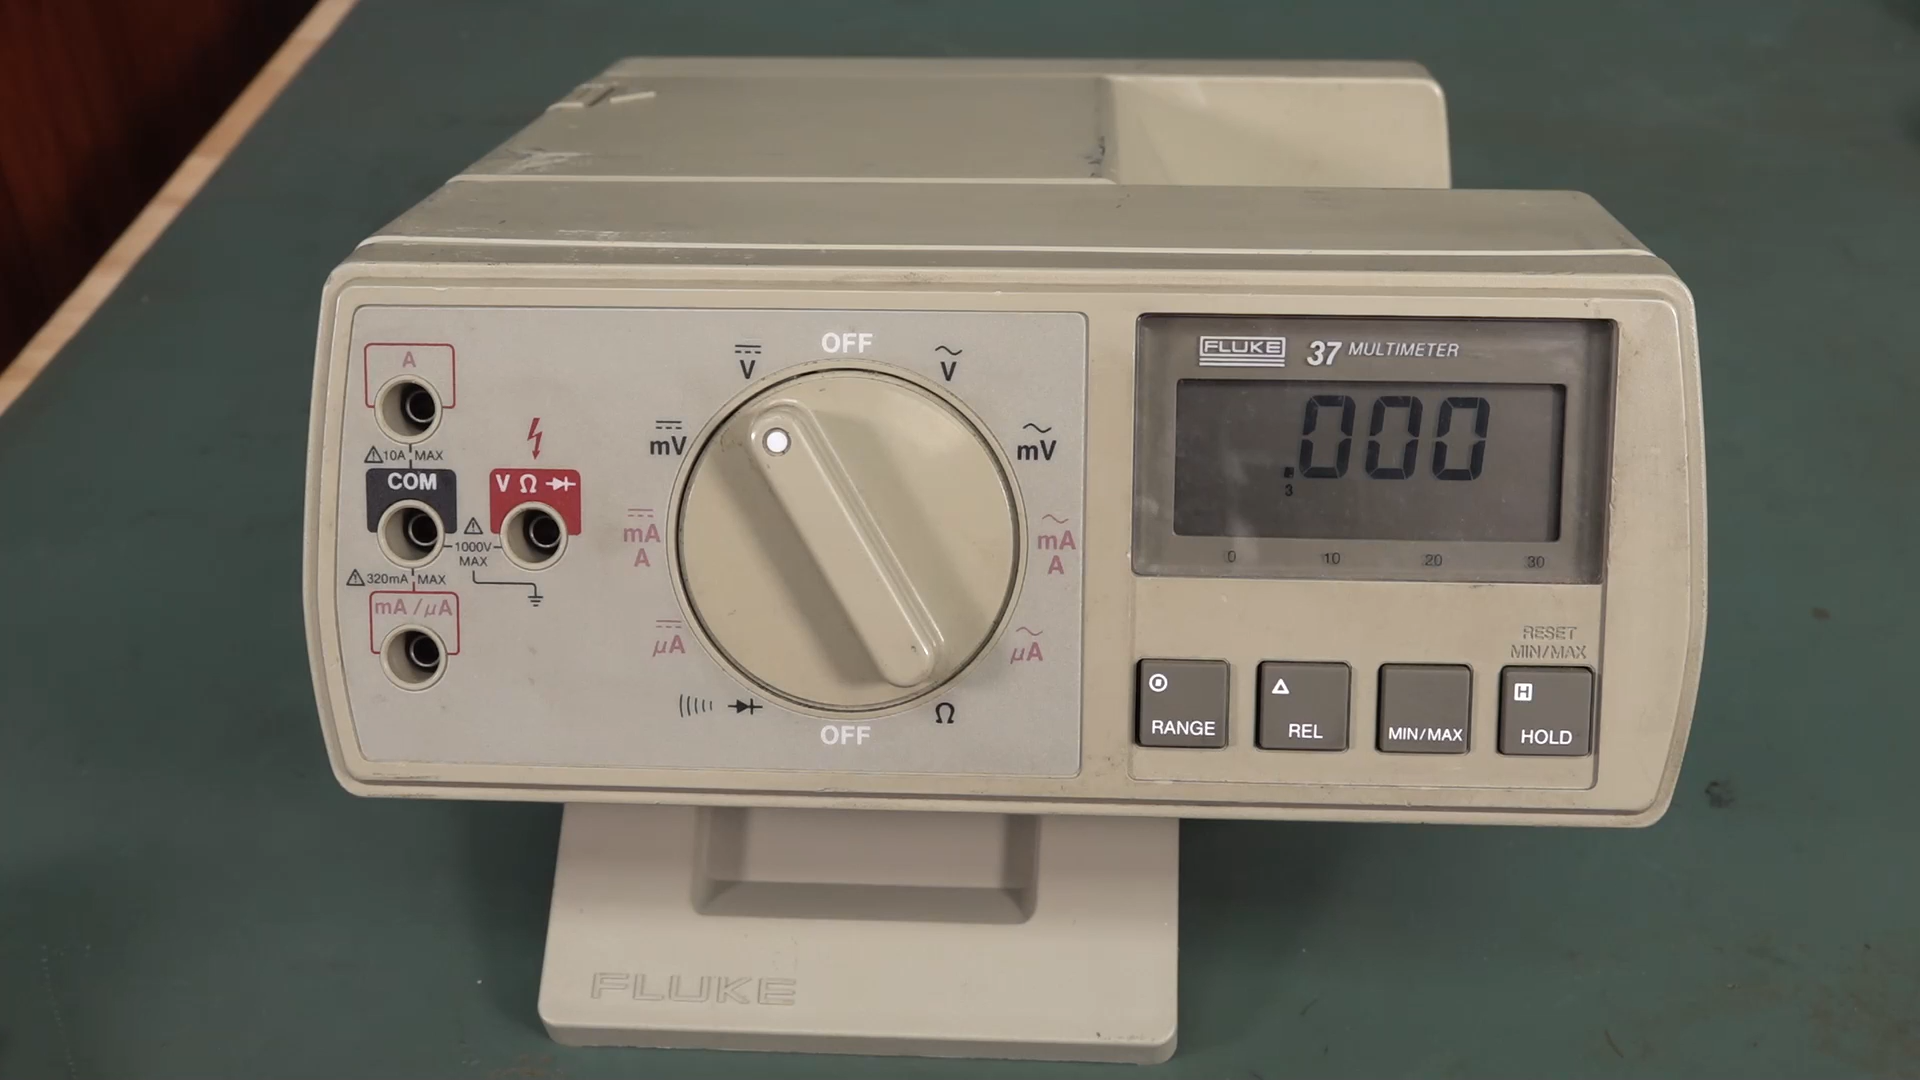 A
⚠10A MAX
COM
V Ω
⚠
1000V
MAX
⚠320mA MAX
mA/µA
OFF
V
mV
mA
A
µA
V
mV
mA
A
µA
Ω
OFF
FLUKE 37 MULTIMETER
.000
3
0 10 20 30
RESET
MIN/MAX
RANGE
REL
MIN/MAX
H
HOLD
FLUKE